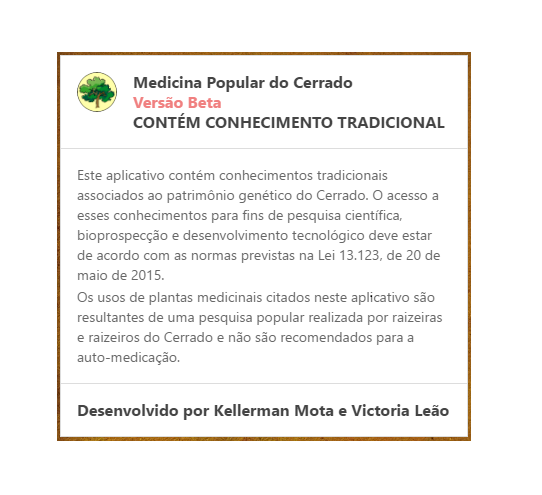 Medicina Popular do Cerrado
Versão Beta
CONTÉM CONHECIMENTO TRADICIONAL
Este aplicativo contém conhecimentos tradicionais
associados ao patrimônio genético do Cerrado. O acesso a
esses conhecimentos para fins de pesquisa científica,
bioprospecção e desenvolvimento tecnológico deve estar
de acordo com as normas previstas na Lei 13.123, de 20 de
maio de 2015.
Os usos de plantas medicinais citados neste aplicativo são
resultantes de uma pesquisa popular realizada por raizeiras
e raizeiros do Cerrado e não são recomendados para a
auto-medicação.
Desenvolvido por Kellerman Mota e Victoria Leão